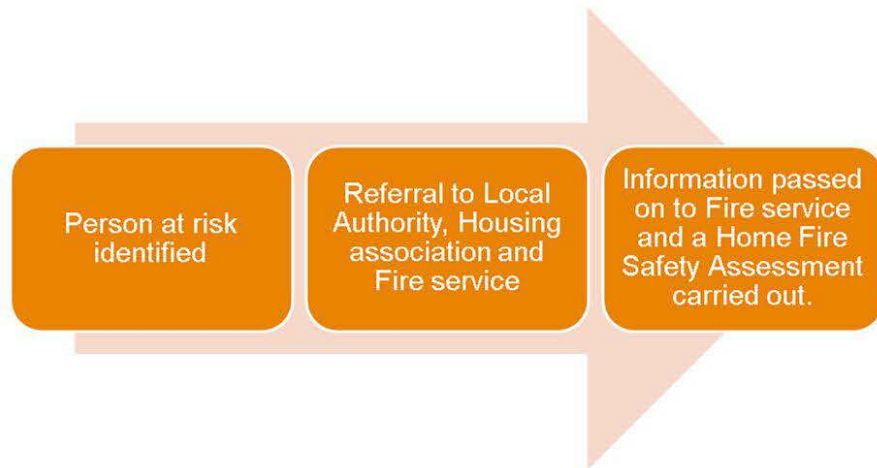 Person at risk
identified
Referral to Local
Authority, Housing
association and
Fire service
Information passed
on to Fire service
and a Home Fire
Safety Assessment
carried out.